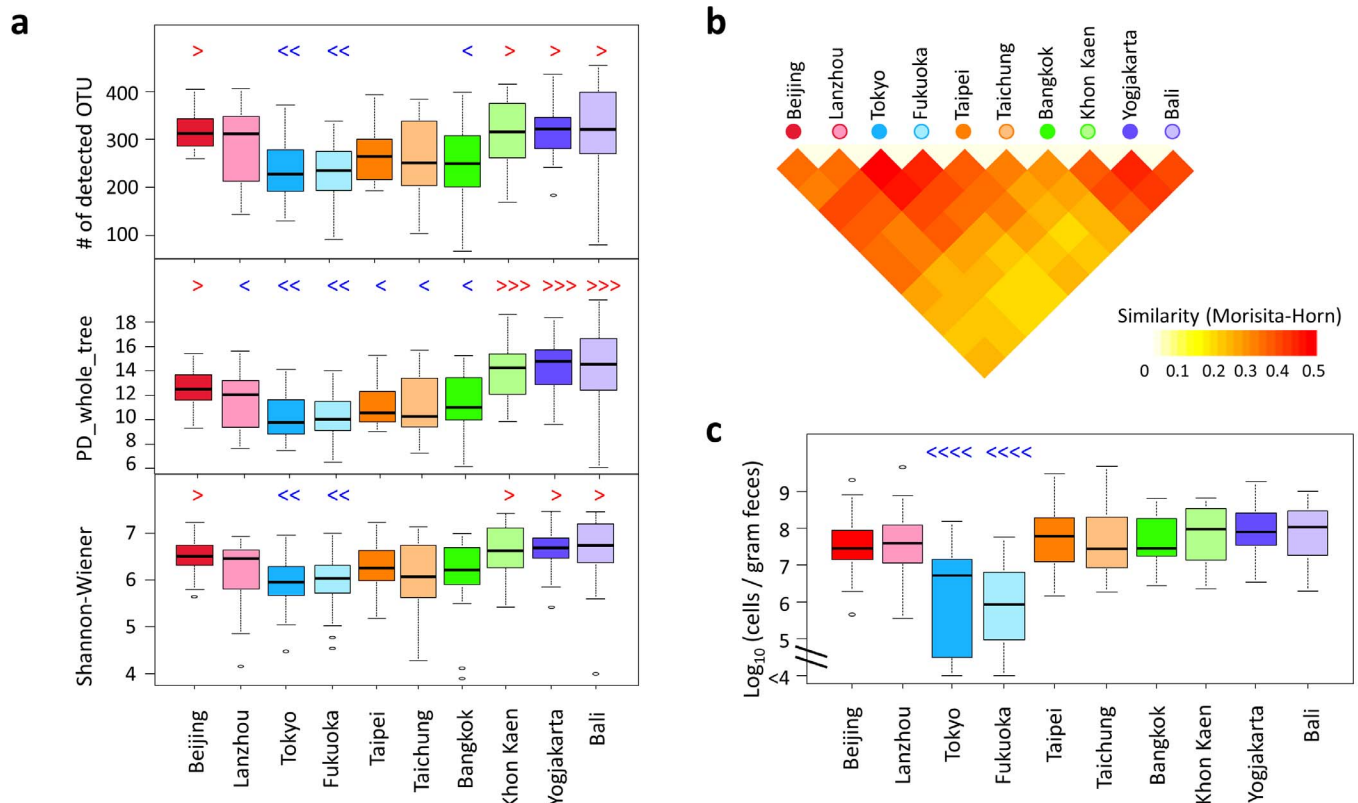 a
# of detected OTU
400
300
200
100
> << << < > > >
PD_whole_tree
18
16
14
12
10
8
6
> < << << < < < >>> >>> >>>
Shannon-Wiener
7
6
5
4
> << << > > >
Beijing
Lanzhou
Tokyo
Fukuoka
Taipei
Taichung
Bangkok
Khon Kaen
Yogjakarta
Bali
b
Beijing
Lanzhou
Tokyo
Fukuoka
Taipei
Taichung
Bangkok
Khon Kaen
Yogjakarta
Bali
Similarity (Morisita-Horn)
0 0.1 0.2 0.3 0.4 0.5
c
Log10 (cells / gram feces)
9
8
7
6
5
<4
<<<< <<<<
Beijing
Lanzhou
Tokyo
Fukuoka
Taipei
Taichung
Bangkok
Khon Kaen
Yogjakarta
Bali